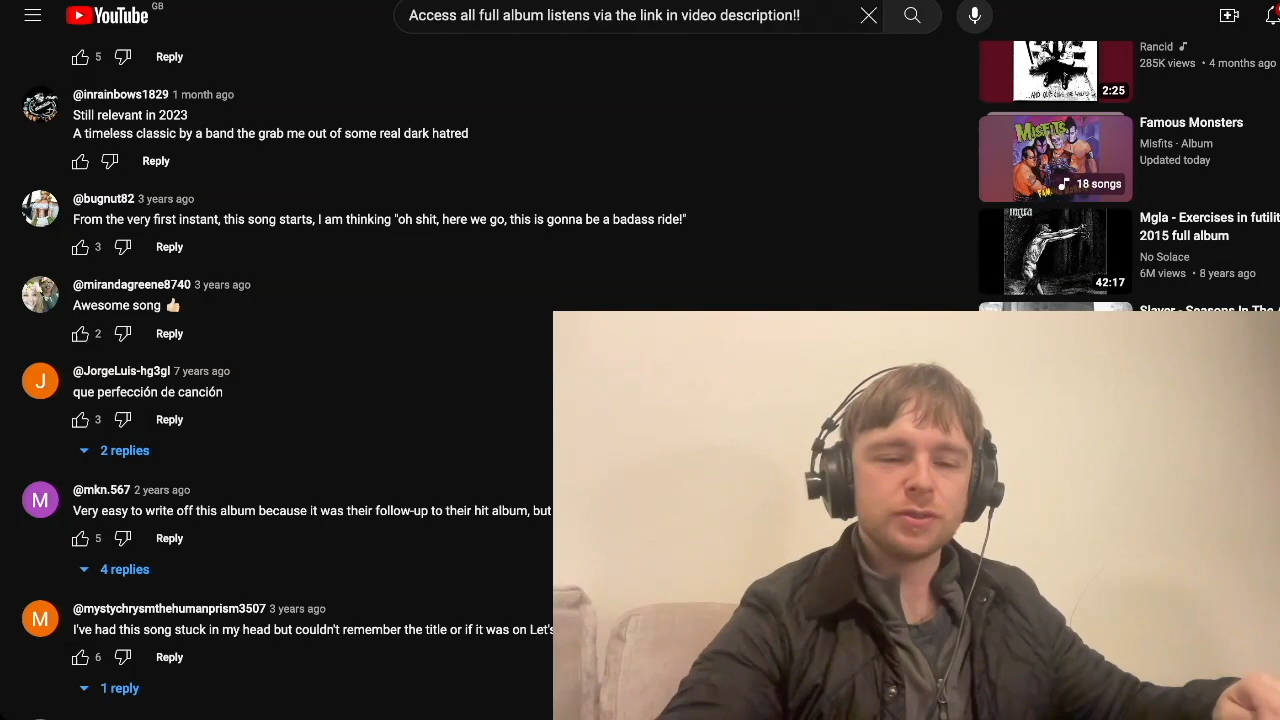 YouTube GB
Access all full album listens via the link in video description!!
5 Reply
@inrainbows1829 1 month ago
Still relevant in 2023
A timeless classic by a band the grab me out of some real dark hatred
Reply
@bugnut82 3 years ago
From the very first instant, this song starts, I am thinking "oh shit, here we go, this is gonna be a badass ride!"
3 Reply
@mirandagreene8740 3 years ago
Awesome song 👍🏻
2 Reply
J
@JorgeLuis-hg3gl 7 years ago
que perfección de canción
3 Reply
2 replies
M
@mkn.567 2 years ago
Very easy to write off this album because it was their follow-up to their hit album, but
5 Reply
4 replies
M
@mystychrysmthehumanprism3507 3 years ago
I've had this song stuck in my head but couldn't remember the title or if it was on Let's
6 Reply
1 reply
2:25
Rancid
285K views • 4 months ago
MISFITS
18 songs
Famous Monsters
Misfits · Album
Updated today
mgła
42:17
Mgla - Exercises in futilit
2015 full album
No Solace
6M views • 8 years ago
Slayer - Seasons In The A